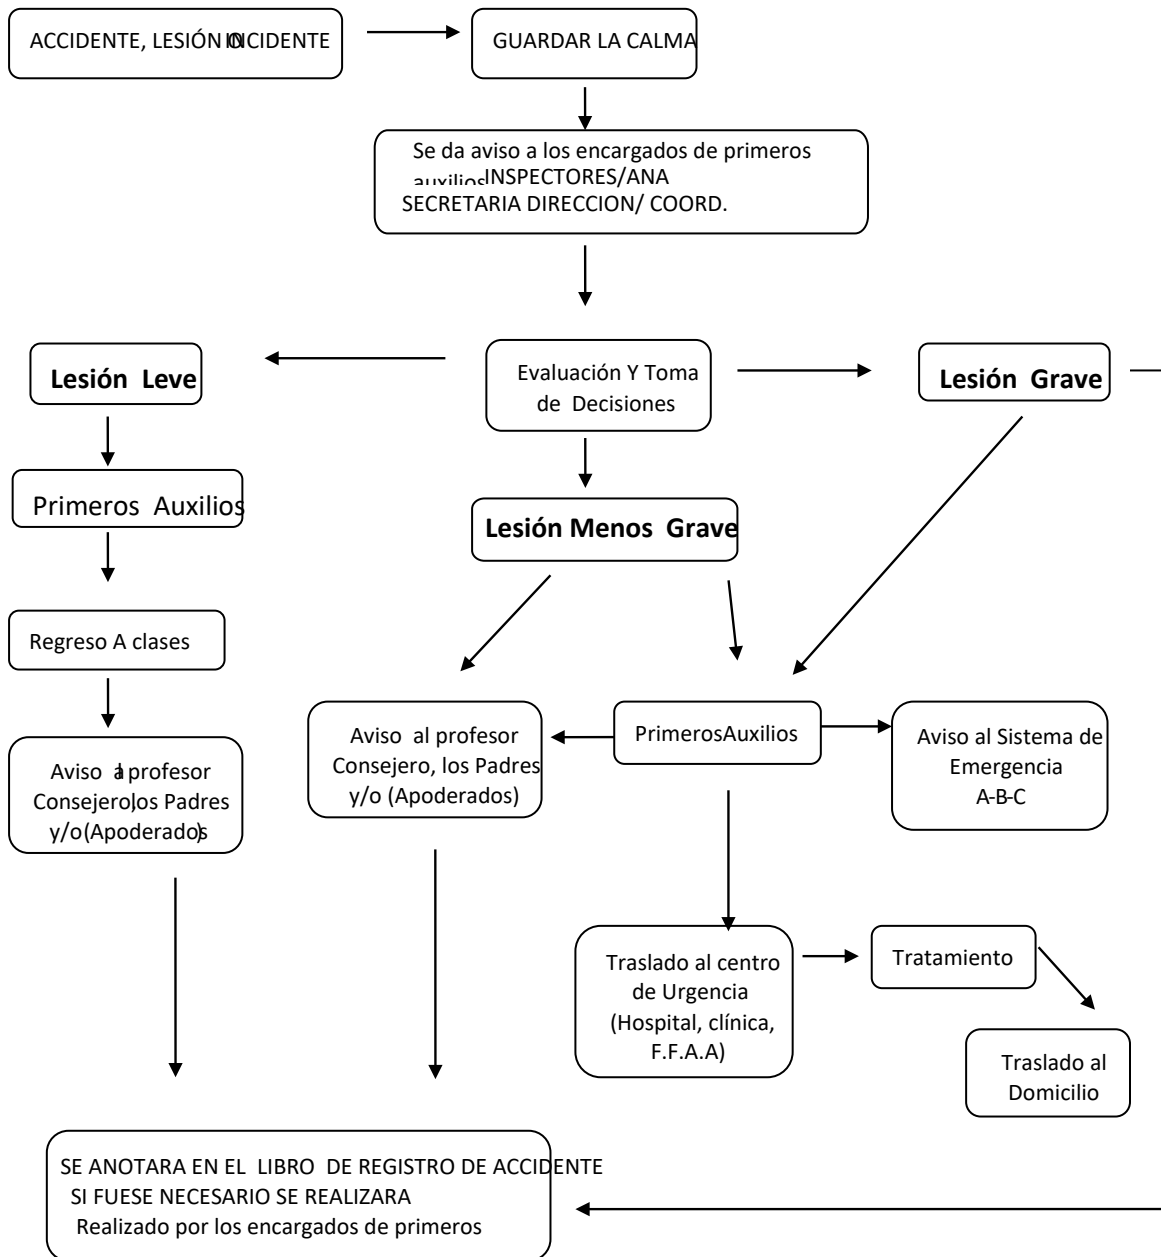 ACCIDENTE, LESIÓN O INCIDENTE
GUARDAR LA CALMA
Se da aviso a los encargados de primeros
auxilios INSPECTORES/ANA
SECRETARIA DIRECCION/ COORD.
Lesión Leve
Evaluación Y Toma
de Decisiones
Lesión Grave
Primeros Auxilios
Lesión Menos Grave
Regreso A clases
Aviso al profesor
Consejero, los Padres
y/o (Apoderados)
Aviso al profesor
Consejero, los Padres
y/o (Apoderados)
PrimerosAuxilios
Aviso al Sistema de
Emergencia
A-B-C
Traslado al centro
de Urgencia
(Hospital, clínica,
F.F.A.A)
Tratamiento
Traslado al
Domicilio
SE ANOTARA EN EL LIBRO DE REGISTRO DE ACCIDENTE
SI FUESE NECESARIO SE REALIZARA
Realizado por los encargados de primeros